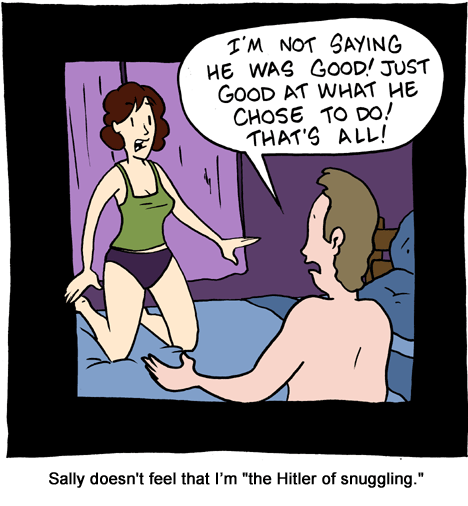 I'M NOT SAYING
HE WAS GOOD! JUST
GOOD AT WHAT HE
CHOSE TO DO!
THAT'S ALL!
Sally doesn't feel that I'm "the Hitler of snuggling."